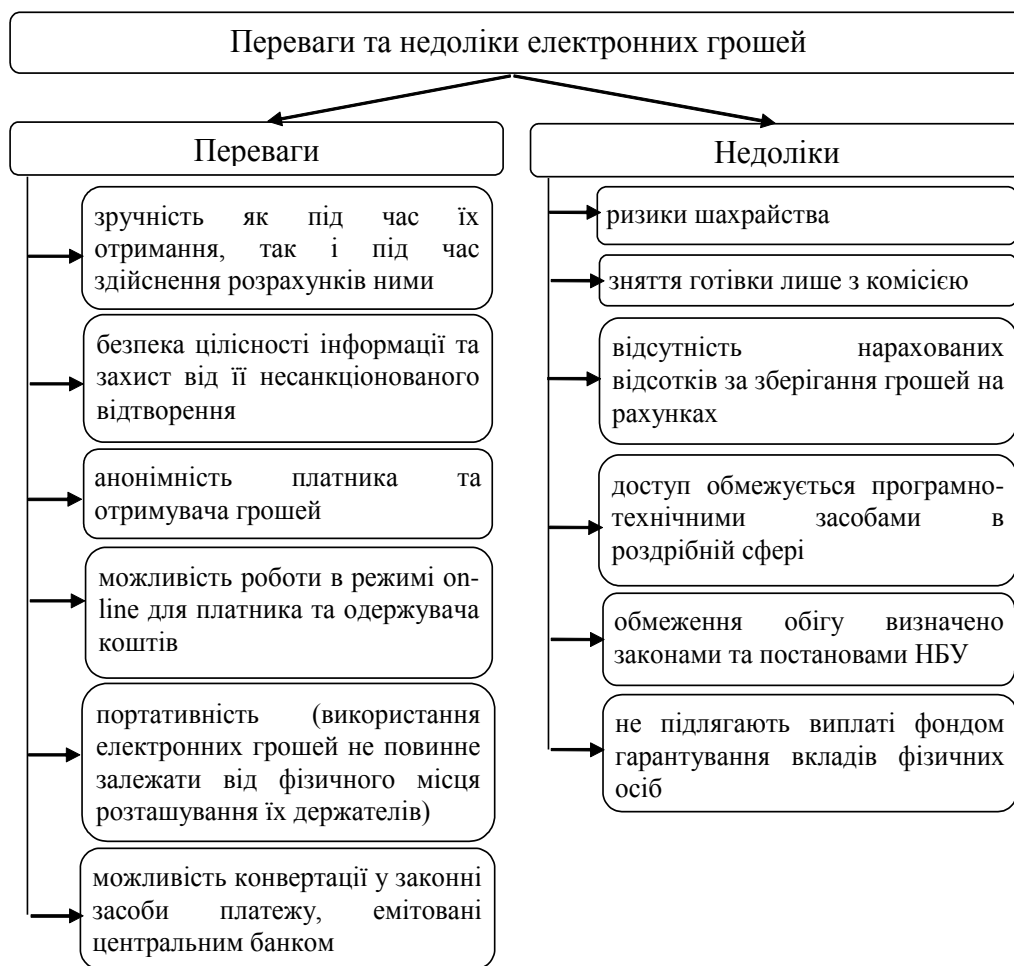 Переваги та недоліки електронних грошей
Переваги
зручність як під час їх
отримання, так і під час
здійснення розрахунків ними
безпека цілісності інформації та
захист від її несанкціонованого
відтворення
анонімність платника та
отримувача грошей
можливість роботи в режимі on-
line для платника та одержувача
коштів
портативність (використання
електронних грошей не повинне
залежати від фізичного місця
розташування їх держателів)
можливість конвертації у законні
засоби платежу, емітовані
центральним банком
Недоліки
ризики шахрайства
зняття готівки лише з комісією
відсутність нарахованих
відсотків за зберігання грошей на
рахунках
доступ обмежується програмно-
технічними засобами в
роздрібній сфері
обмеження обігу визначено
законами та постановами НБУ
не підлягають виплаті фондом
гарантування вкладів фізичних
осіб